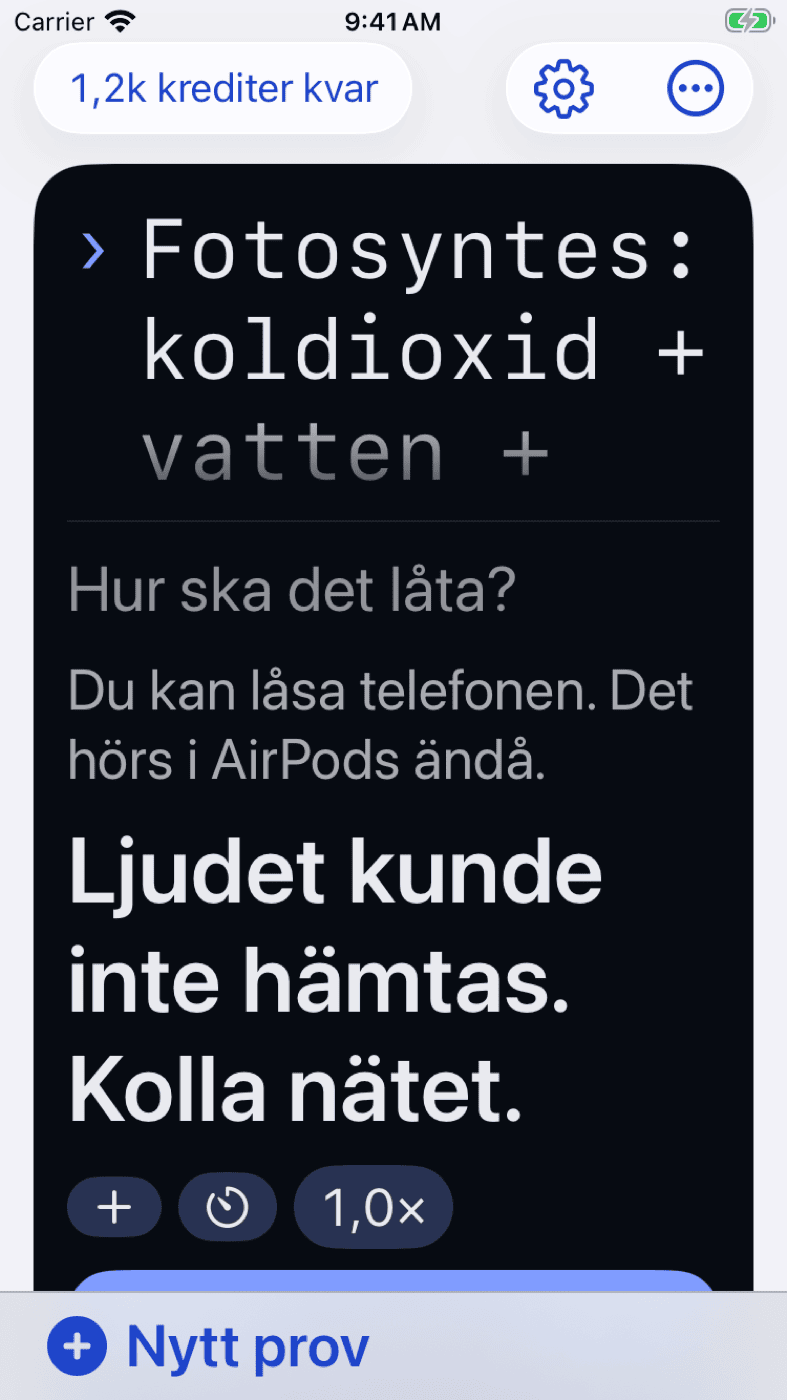 Carrier 9:41 AM
1,2k krediter kvar
› Fotosyntes:
koldioxid +
vatten +
Hur ska det låta?
Du kan låsa telefonen. Det
hörs i AirPods ändå.
Ljudet kunde
inte hämtas.
Kolla nätet.
+ 1,0×
Nytt prov